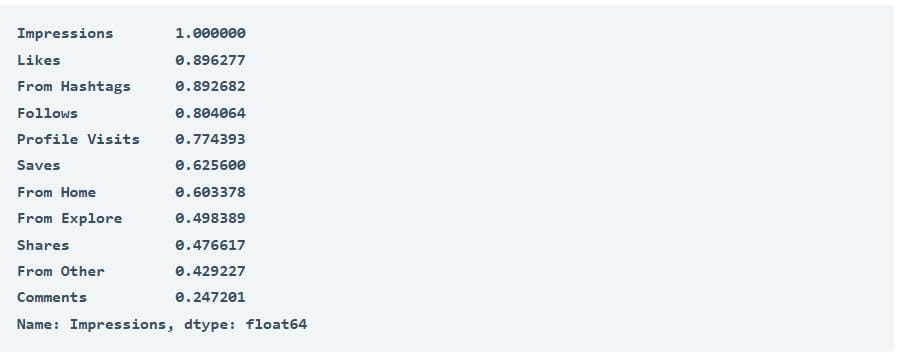 Impressions 1.000000
Likes 0.896277
From Hashtags 0.892682
Follows 0.804064
Profile Visits 0.774393
Saves 0.625600
From Home 0.603378
From Explore 0.498389
Shares 0.476617
From Other 0.429227
Comments 0.247201
Name: Impressions, dtype: float64